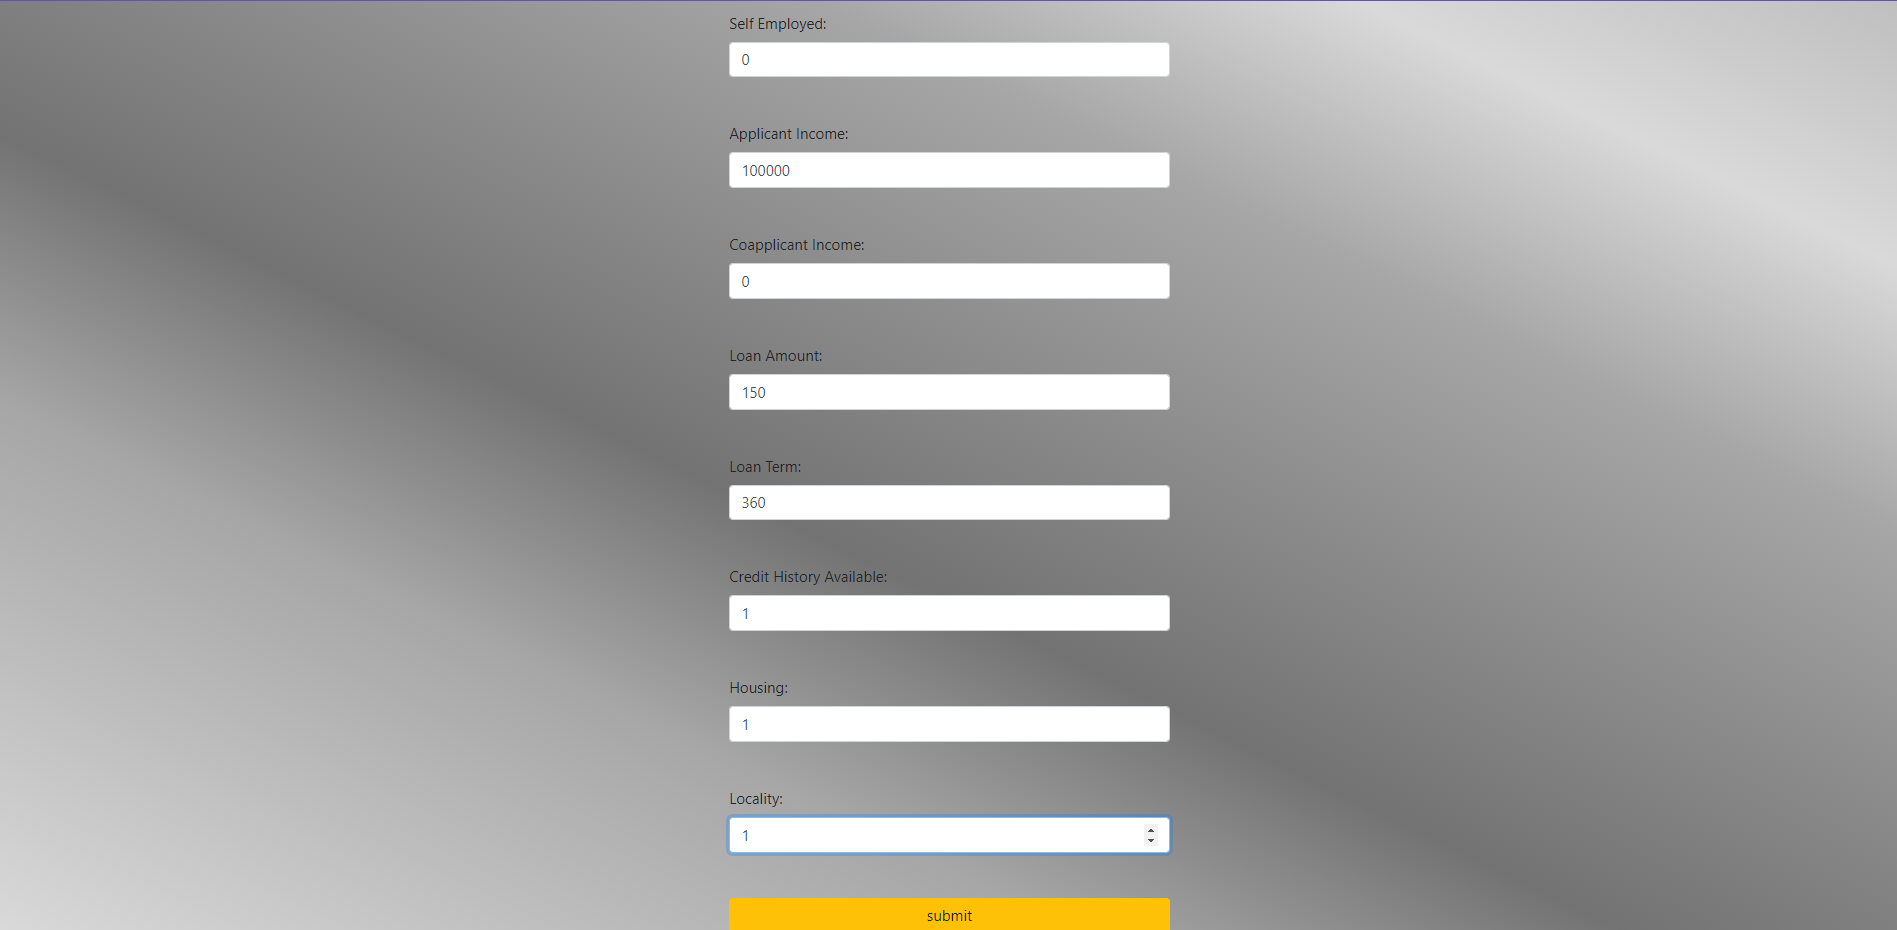 Self Employed:
0
Applicant Income:
100000
Coapplicant Income:
0
Loan Amount:
150
Loan Term:
360
Credit History Available:
1
Housing:
1
Locality:
1
submit